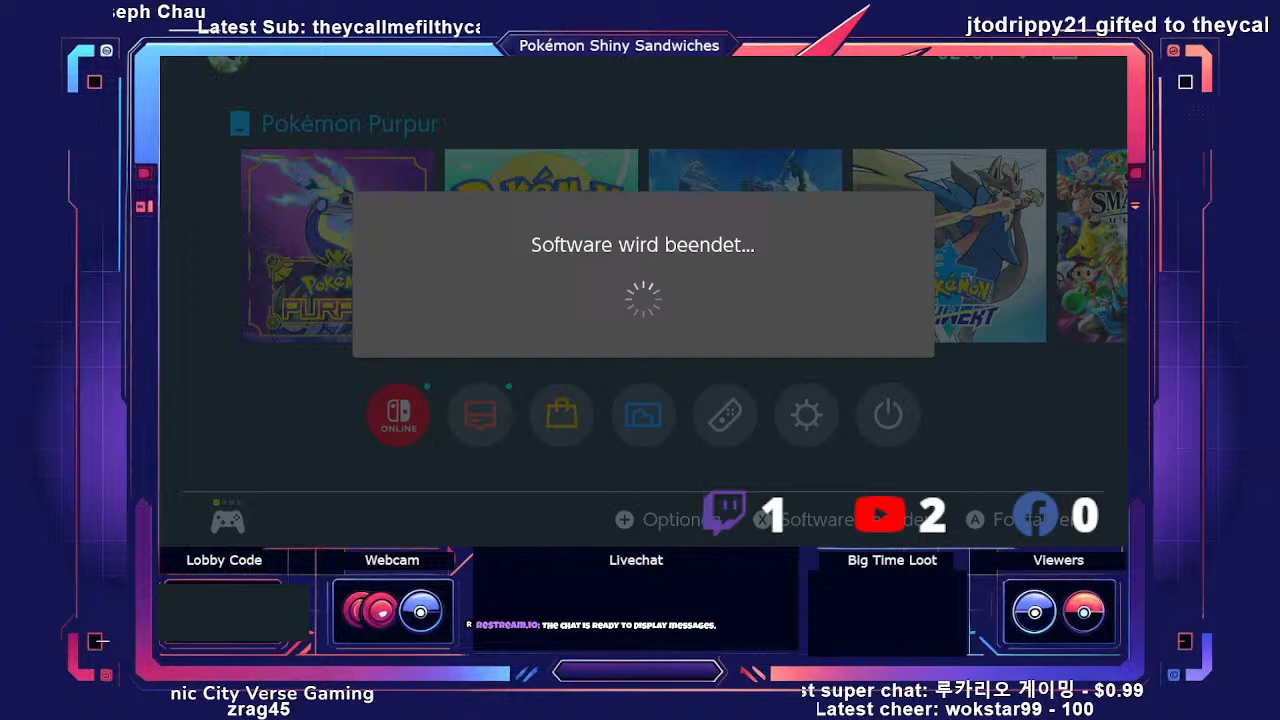 seph Chau
Latest Sub: theycallmefilthyca
jtodrippy21 gifted to theycal
Pokémon Shiny Sandwiches
Pokémon Purpur
Software wird beendet...
ONLINE
Optionen
Software
1
2
0
Lobby Code
Webcam
Livechat
Big Time Loot
Viewers
R RESTREAM.IO: THE CHAT IS READY TO DISPLAY MESSAGES.
nic City Verse Gaming
zrag45
st super chat: 루카리오 게이밍 - $0.99
Latest cheer: wokstar99 - 100